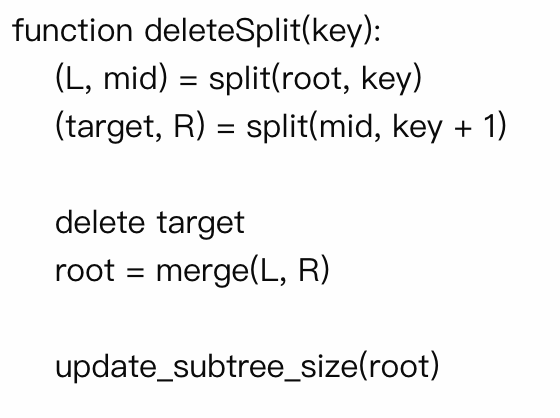 function deleteSplit(key):
(L, mid) = split(root, key)
(target, R) = split(mid, key + 1)
delete target
root = merge(L, R)
update_subtree_size(root)